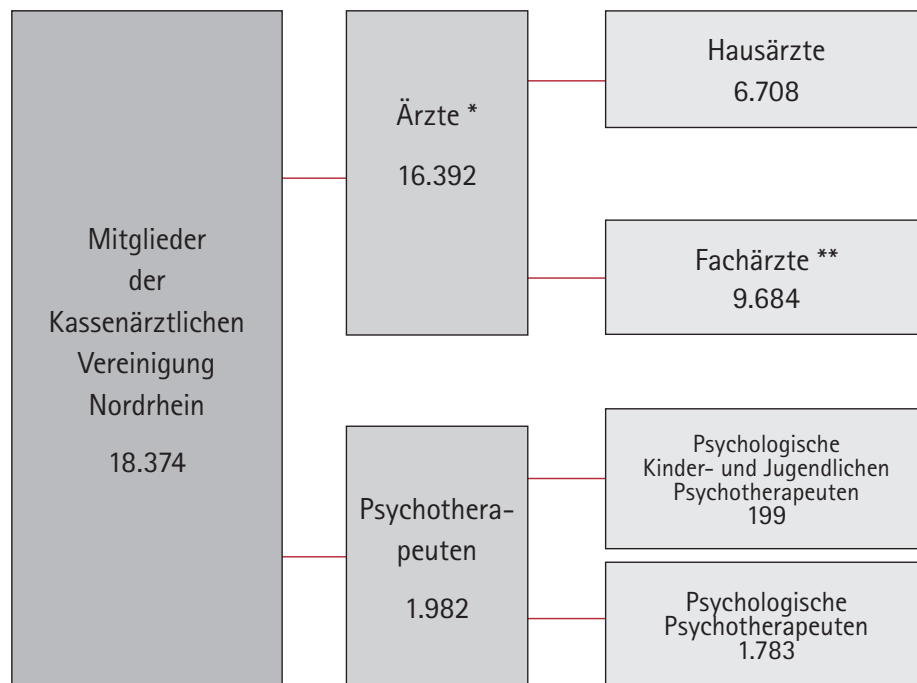 Mitglieder
der
Kassenärztlichen
Vereinigung
Nordrhein
18.374
Ärzte *
16.392
Hausärzte
6.708
Fachärzte **
9.684
Psychothera-
peuten
1.982
Psychologische
Kinder- und Jugendlichen
Psychotherapeuten
199
Psychologische
Psychotherapeuten
1.783